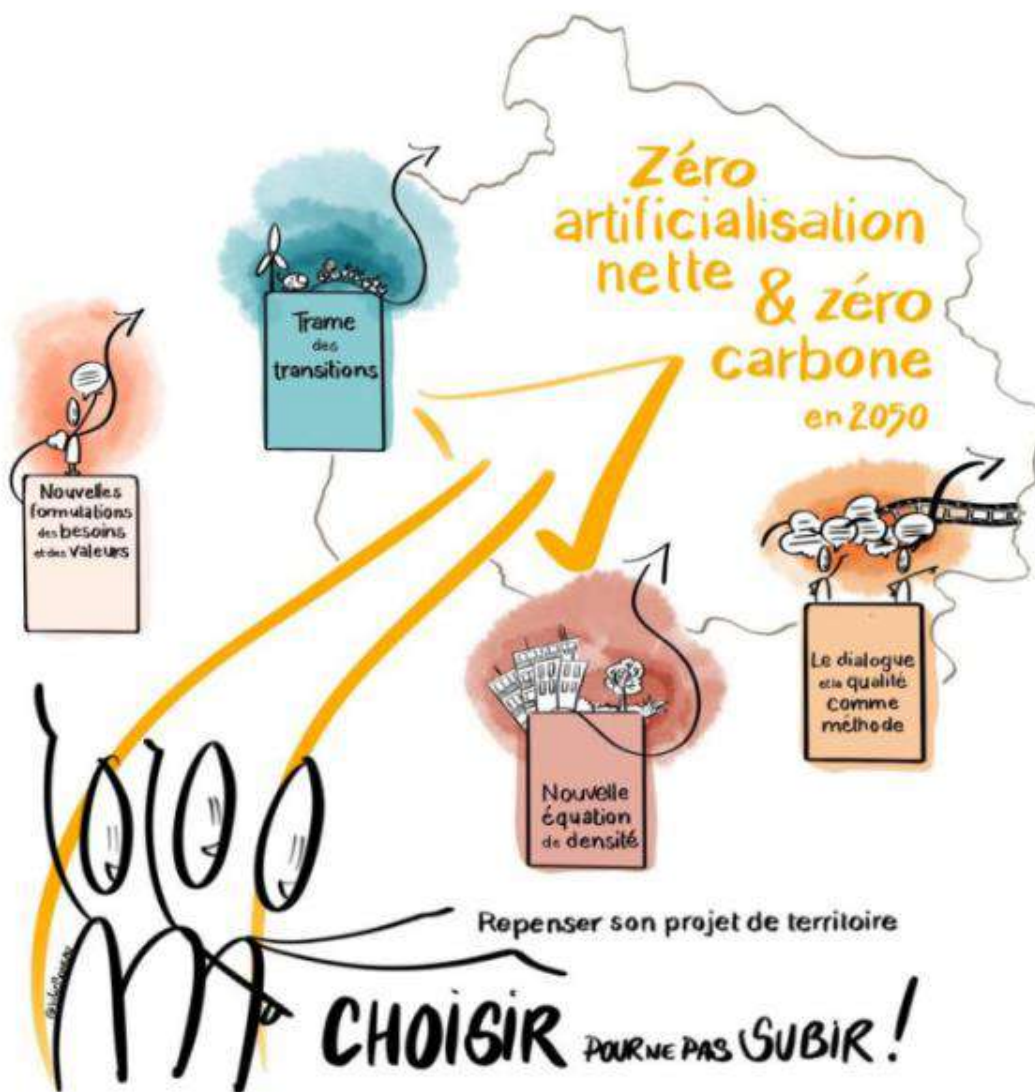 Zéro
artificialisation
nette & zéro
carbone
en 2050
Trame
des
transitions
Nouvelles
formulations
des besoins
et des valeurs
Le dialogue
et la qualité
comme
méthode
Nouvelle
équation
de densité
Repenser son projet de territoire
CHOISIR POUR NE PAS SUBIR !